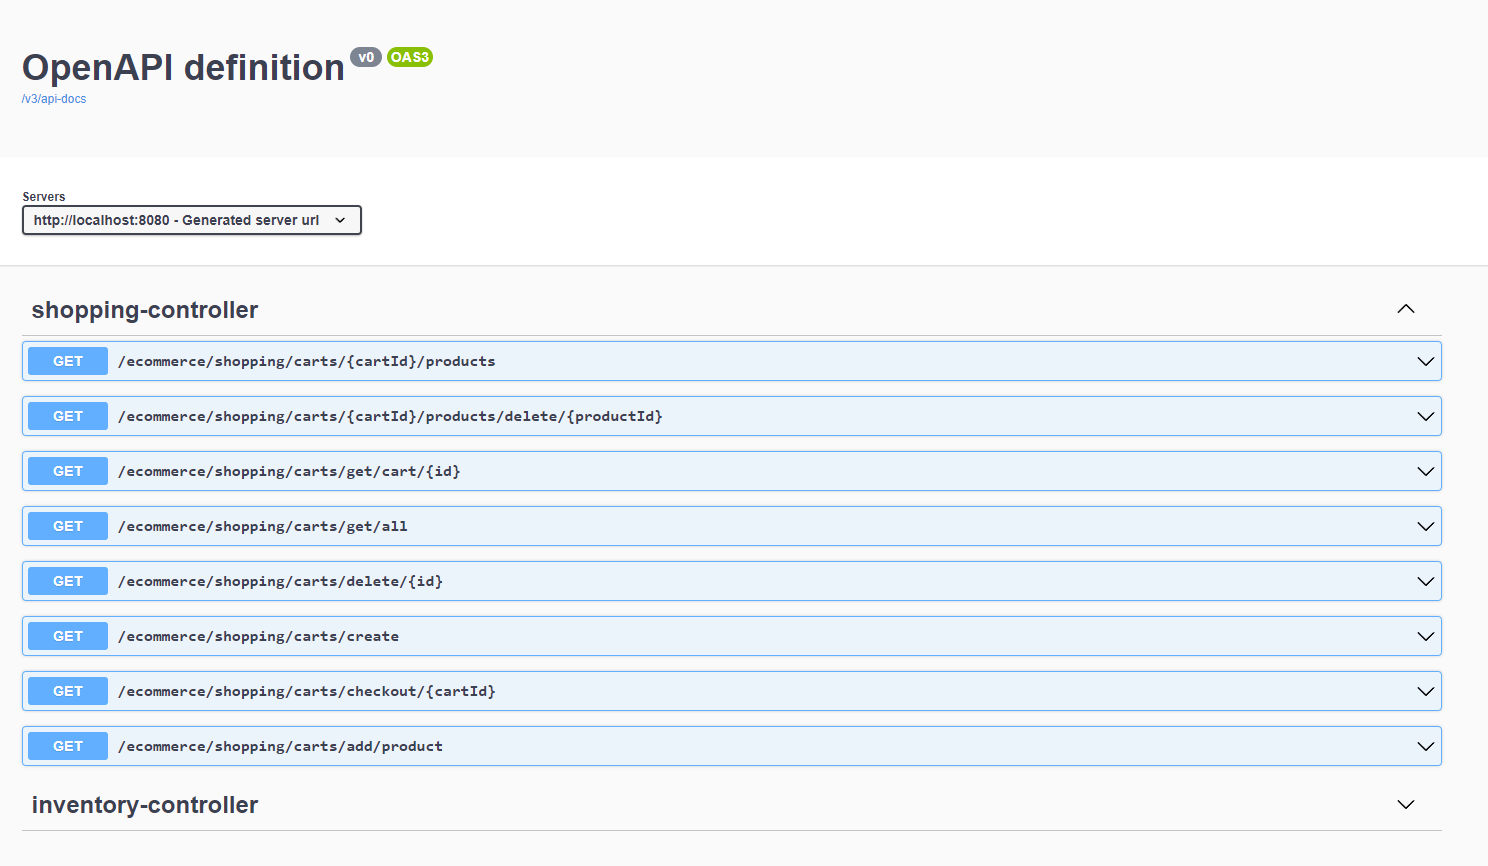 OpenAPI definition v0 OAS3
/v3/api-docs
Servers
http://localhost:8080 - Generated server url
shopping-controller
GET /ecommerce/shopping/carts/{cartId}/products
GET /ecommerce/shopping/carts/{cartId}/products/delete/{productId}
GET /ecommerce/shopping/carts/get/cart/{id}
GET /ecommerce/shopping/carts/get/all
GET /ecommerce/shopping/carts/delete/{id}
GET /ecommerce/shopping/carts/create
GET /ecommerce/shopping/carts/checkout/{cartId}
GET /ecommerce/shopping/carts/add/product
inventory-controller